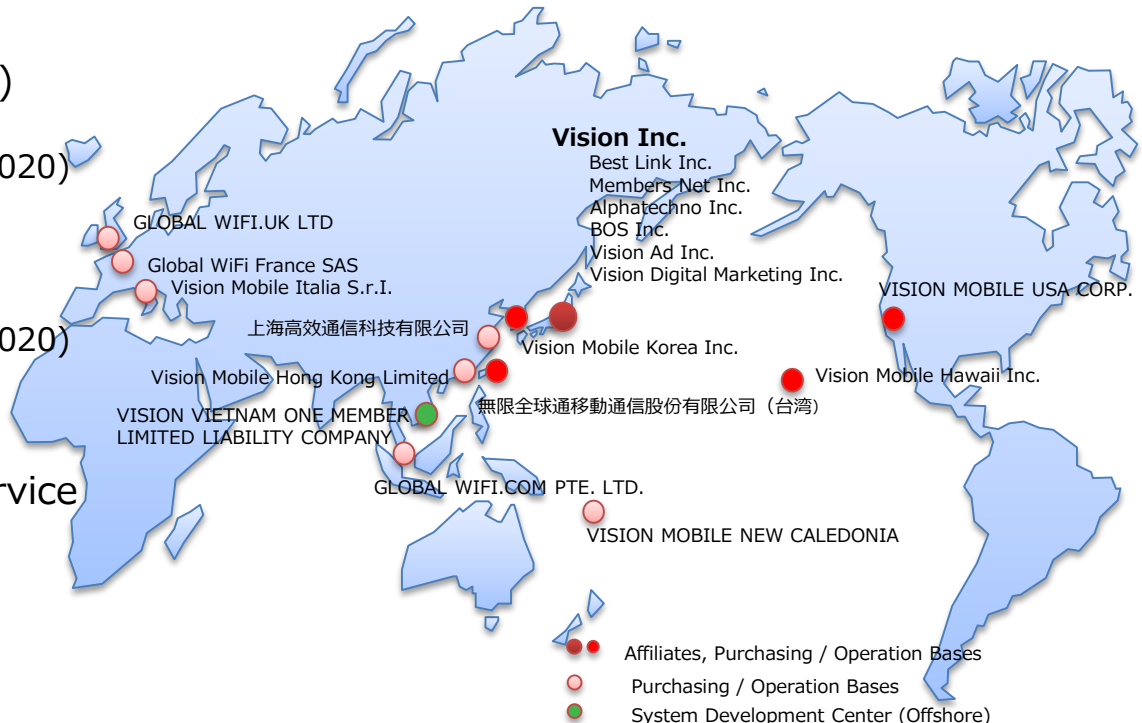 )
020)
Vision Inc.
Best Link Inc.
Members Net Inc.
Alphatechno Inc.
BOS Inc.
Vision Ad Inc.
Vision Digital Marketing Inc.
GLOBAL WIFI.UK LTD
Global WiFi France SAS
Vision Mobile Italia S.r.I.
VISION MOBILE USA CORP.
上海高效通信科技有限公司
020)
Vision Mobile Korea Inc.
Vision Mobile Hong Kong Limited
Vision Mobile Hawaii Inc.
無限全球通移動通信股份有限公司（台湾）
VISION VIETNAM ONE MEMBER
LIMITED LIABILITY COMPANY
rvice
GLOBAL WIFI.COM PTE. LTD.
VISION MOBILE NEW CALEDONIA
Affiliates, Purchasing / Operation Bases
Purchasing / Operation Bases
System Development Center (Offshore)